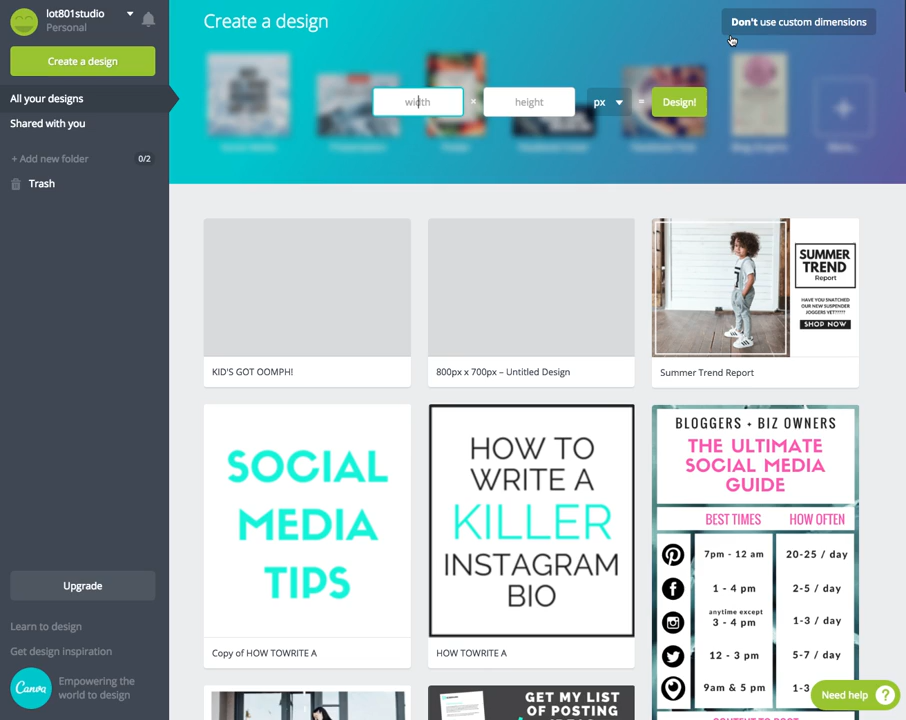 lot801studio
Personal
Create a design
All your designs
Shared with you
+ Add new folder
0/2
Trash
Upgrade
Learn to design
Get design inspiration
Canva
Empowering the
world to design
Create a design
Don't use custom dimensions
width
×
height
px
=
Design!
KID'S GOT OOMPH!
800px x 700px – Untitled Design
SUMMER
TREND
Report
HAVE YOU SNATCHED
OUR NEW SUSPENDER
JOGGERS YET?????
SHOP NOW
Summer Trend Report
SOCIAL
MEDIA
TIPS
Copy of HOW TOWRITE A
HOW TO
WRITE A
KILLER
INSTAGRAM
BIO
HOW TOWRITE A
BLOGGERS + BIZ OWNERS
THE ULTIMATE
SOCIAL MEDIA
GUIDE
BEST TIMES HOW OFTEN
7pm - 12 am 20-25 / day
1 - 4 pm 2-5 / day
anytime except
3 - 4 pm 1-3 / day
12 - 3 pm 5-7 / day
9am & 5 pm 1-3
GET MY LIST
OF POSTING
Need help ?